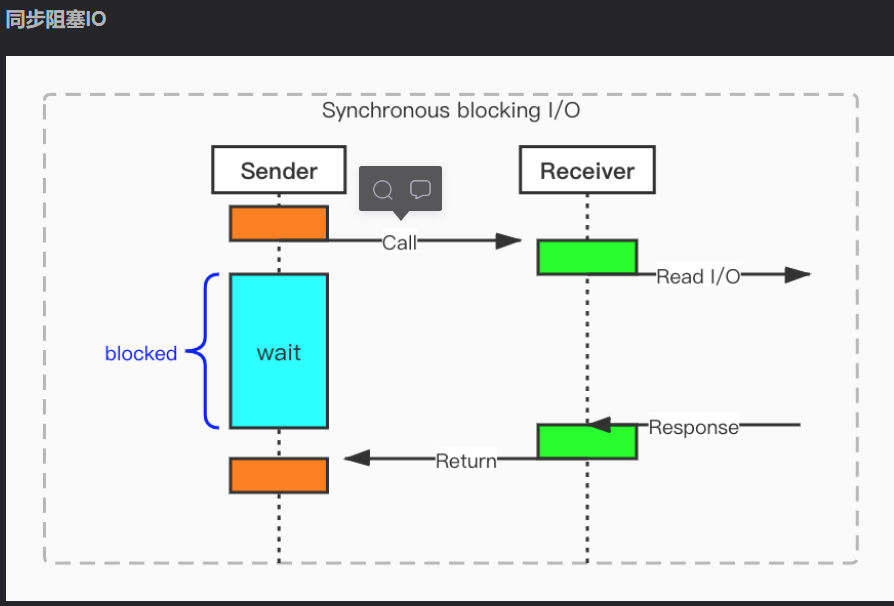 同步阻塞IO
Synchronous blocking I/O
Sender
Receiver
Call
Read I/O
blocked
wait
Response
Return